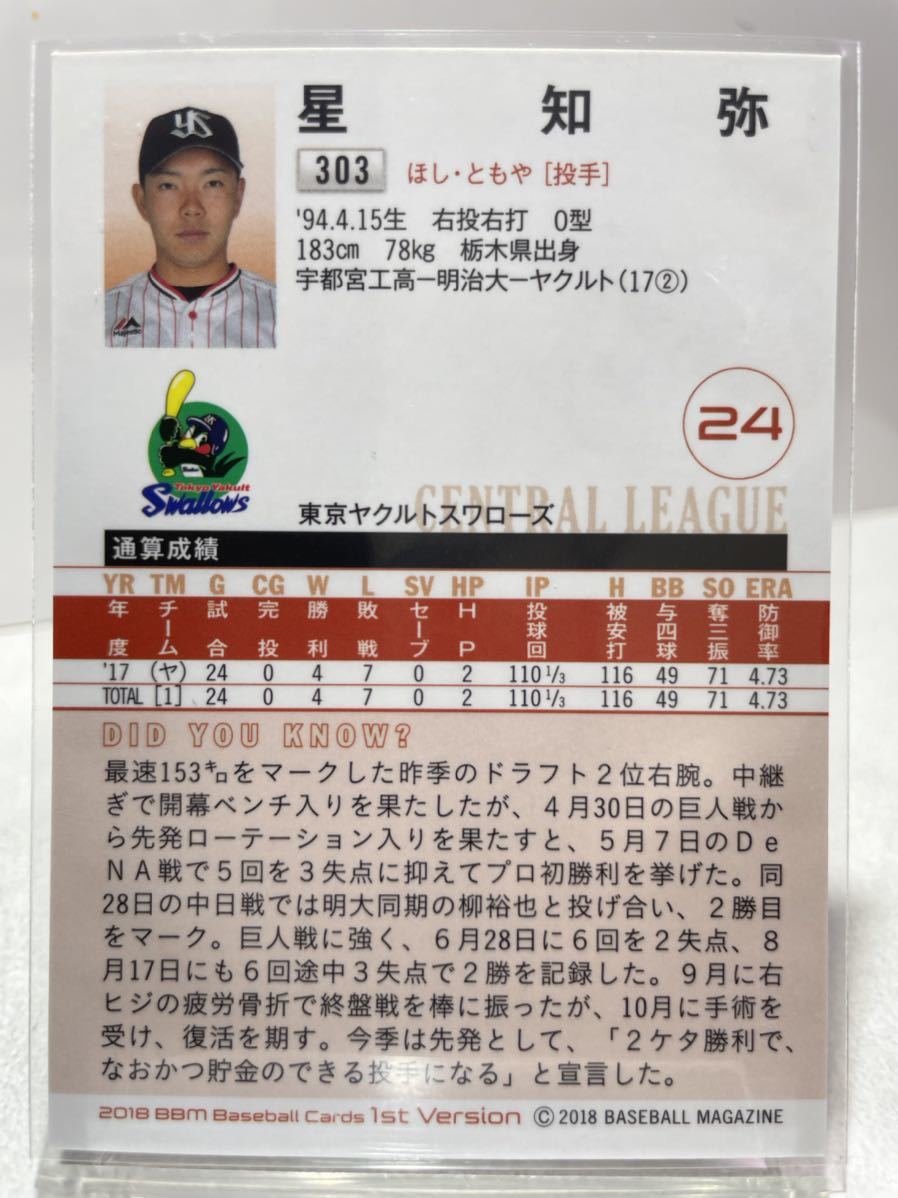 星 知 弥
303 ほし・ともや [投手]
'94.4.15生 右投右打 O型
183cm 78kg 栃木県出身
宇都宮工高ー明治大ーヤクルト(17②)
YS
Majestic
24
Tokyo Yakult
Swallows
CENTRAL LEAGUE
東京ヤクルトスワローズ
通算成績
YR TM G CG W L SV HP IP H BB SO ERA
年度 チーム 試合 完投 勝利 敗戦 セーブ HP 投球回 被安打 与四球 奪三振 防御率
'17 (ヤ) 24 0 4 7 0 2 110 1/3 116 49 71 4.73
TOTAL [1] 24 0 4 7 0 2 110 1/3 116 49 71 4.73
DID YOU KNOW?
最速153㌔をマークした昨季のドラフト2位右腕。中継
ぎで開幕ベンチ入りを果たしたが、4月30日の巨人戦か
ら先発ローテーション入りを果たすと、5月7日のDe
NA戦で5回を3失点に抑えてプロ初勝利を挙げた。同
28日の中日戦では明大同期の柳裕也と投げ合い、2勝目
をマーク。巨人戦に強く、6月28日に6回を2失点、8
月17日にも6回途中3失点で2勝を記録した。9月に右
ヒジの疲労骨折で終盤戦を棒に振ったが、10月に手術を
受け、復活を期す。今季は先発として、「2ケタ勝利で、
なおかつ貯金のできる投手になる」と宣言した。
2018 BBM Baseball Cards 1st Version © 2018 BASEBALL MAGAZINE